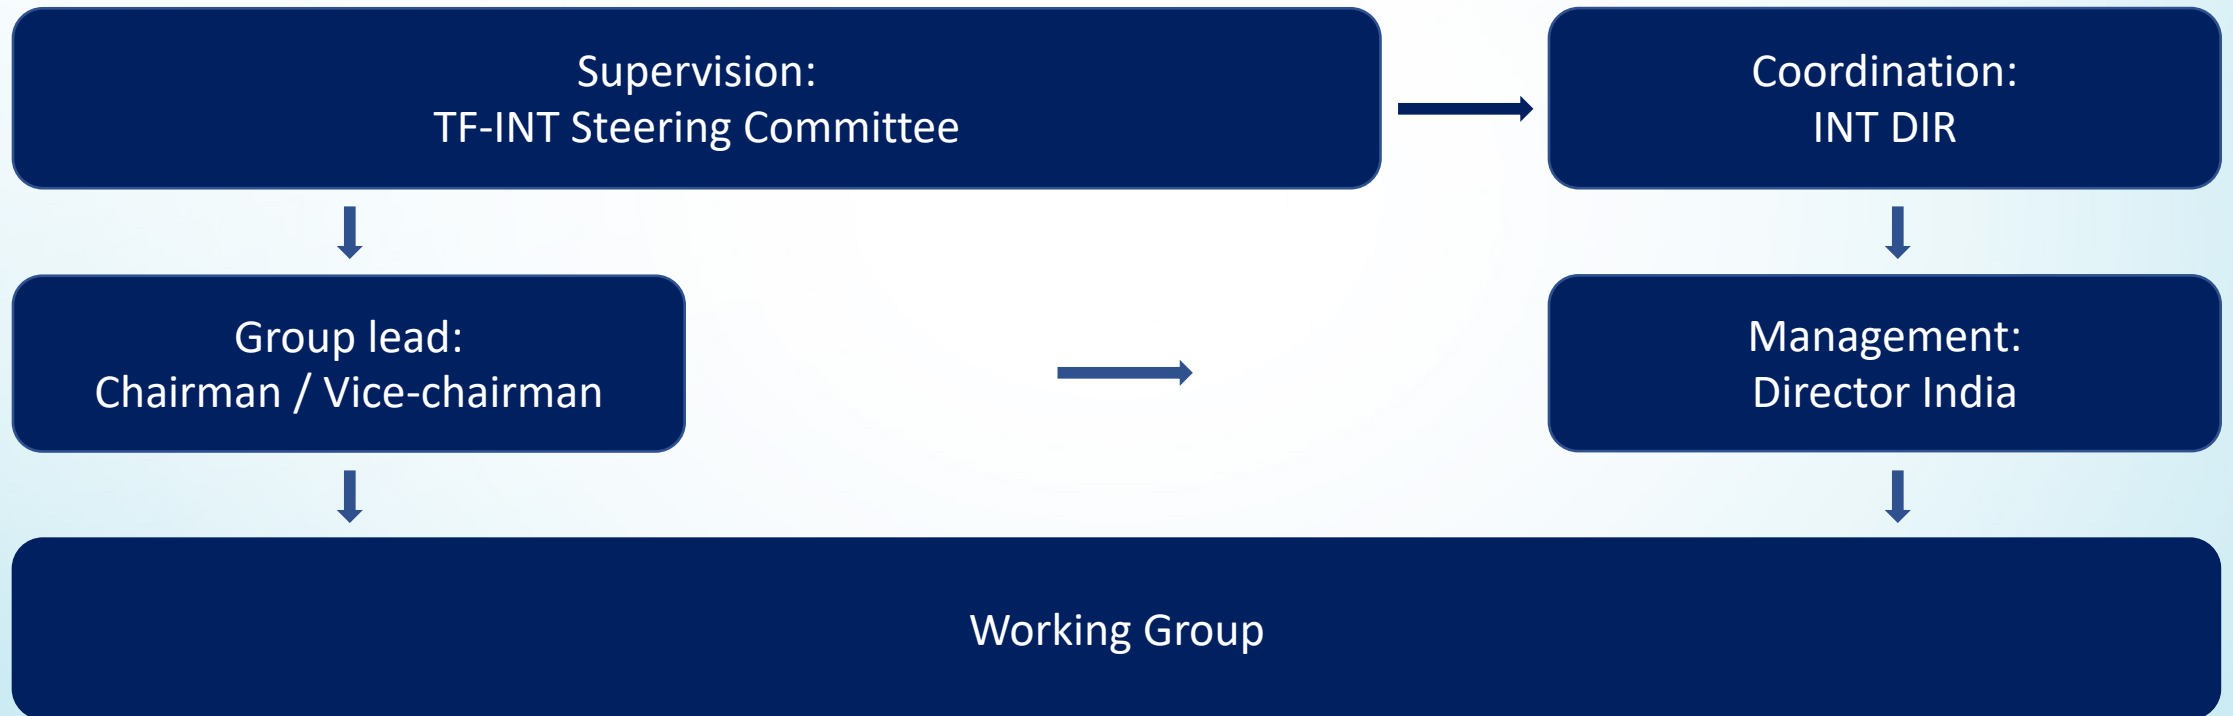 Supervision:
TF-INT Steering Committee
Coordination:
INT DIR
Group lead:
Chairman / Vice-chairman
Management:
Director India
Working Group